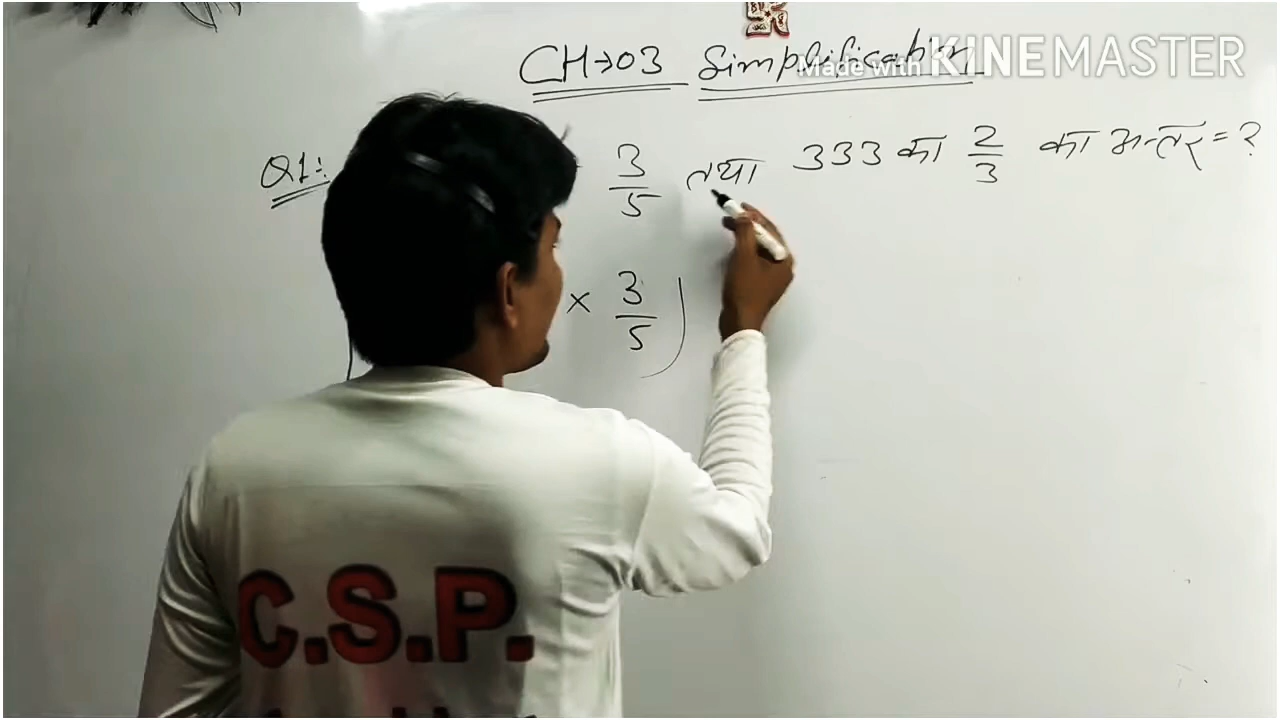 CH→03 Simplification
Made with KINEMASTER
Q1:- 3/5 तथा 333 का 2/3 का अन्तर = ?
× 3/5 )
C.S.P.